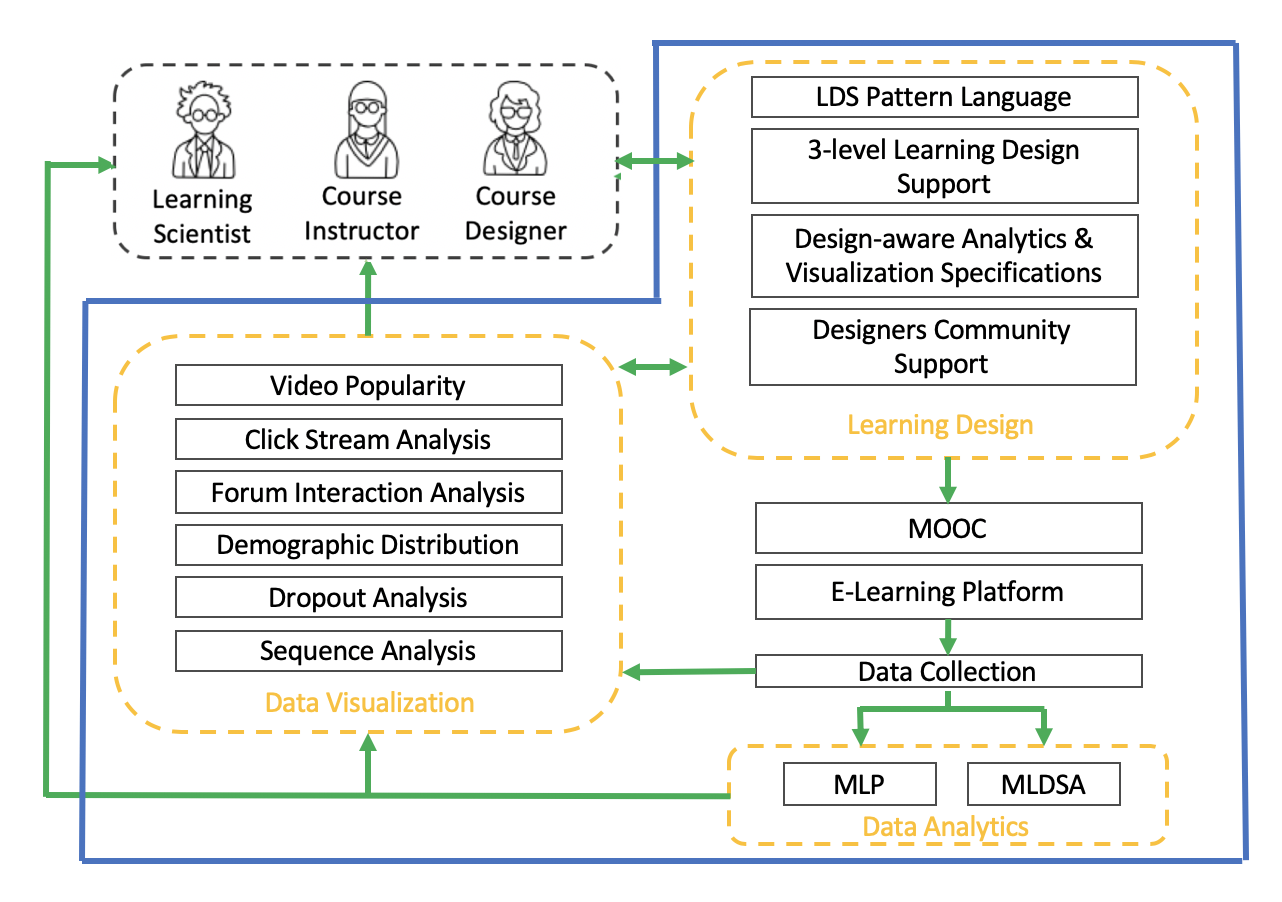 Learning
Scientist
Course
Instructor
Course
Designer
LDS Pattern Language
3-level Learning Design
Support
Design-aware Analytics &
Visualization Specifications
Designers Community
Support
Learning Design
Video Popularity
Click Stream Analysis
Forum Interaction Analysis
Demographic Distribution
Dropout Analysis
Sequence Analysis
Data Visualization
MOOC
E-Learning Platform
Data Collection
MLP
MLDSA
Data Analytics